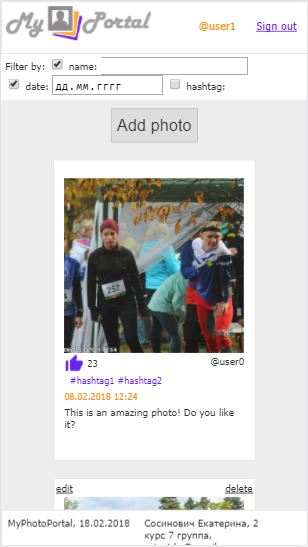 My Portal
@user1
Sign out
Filter by: name:
date: дд.мм.гггг hashtag:
Add photo
257
23
@user0
#hashtag1 #hashtag2
08.02.2018 12:24
This is an amazing photo! Do you like
it?
edit
delete
MyPhotoPortal, 18.02.2018
Сосинович Екатерина, 2
курс 7 группа,